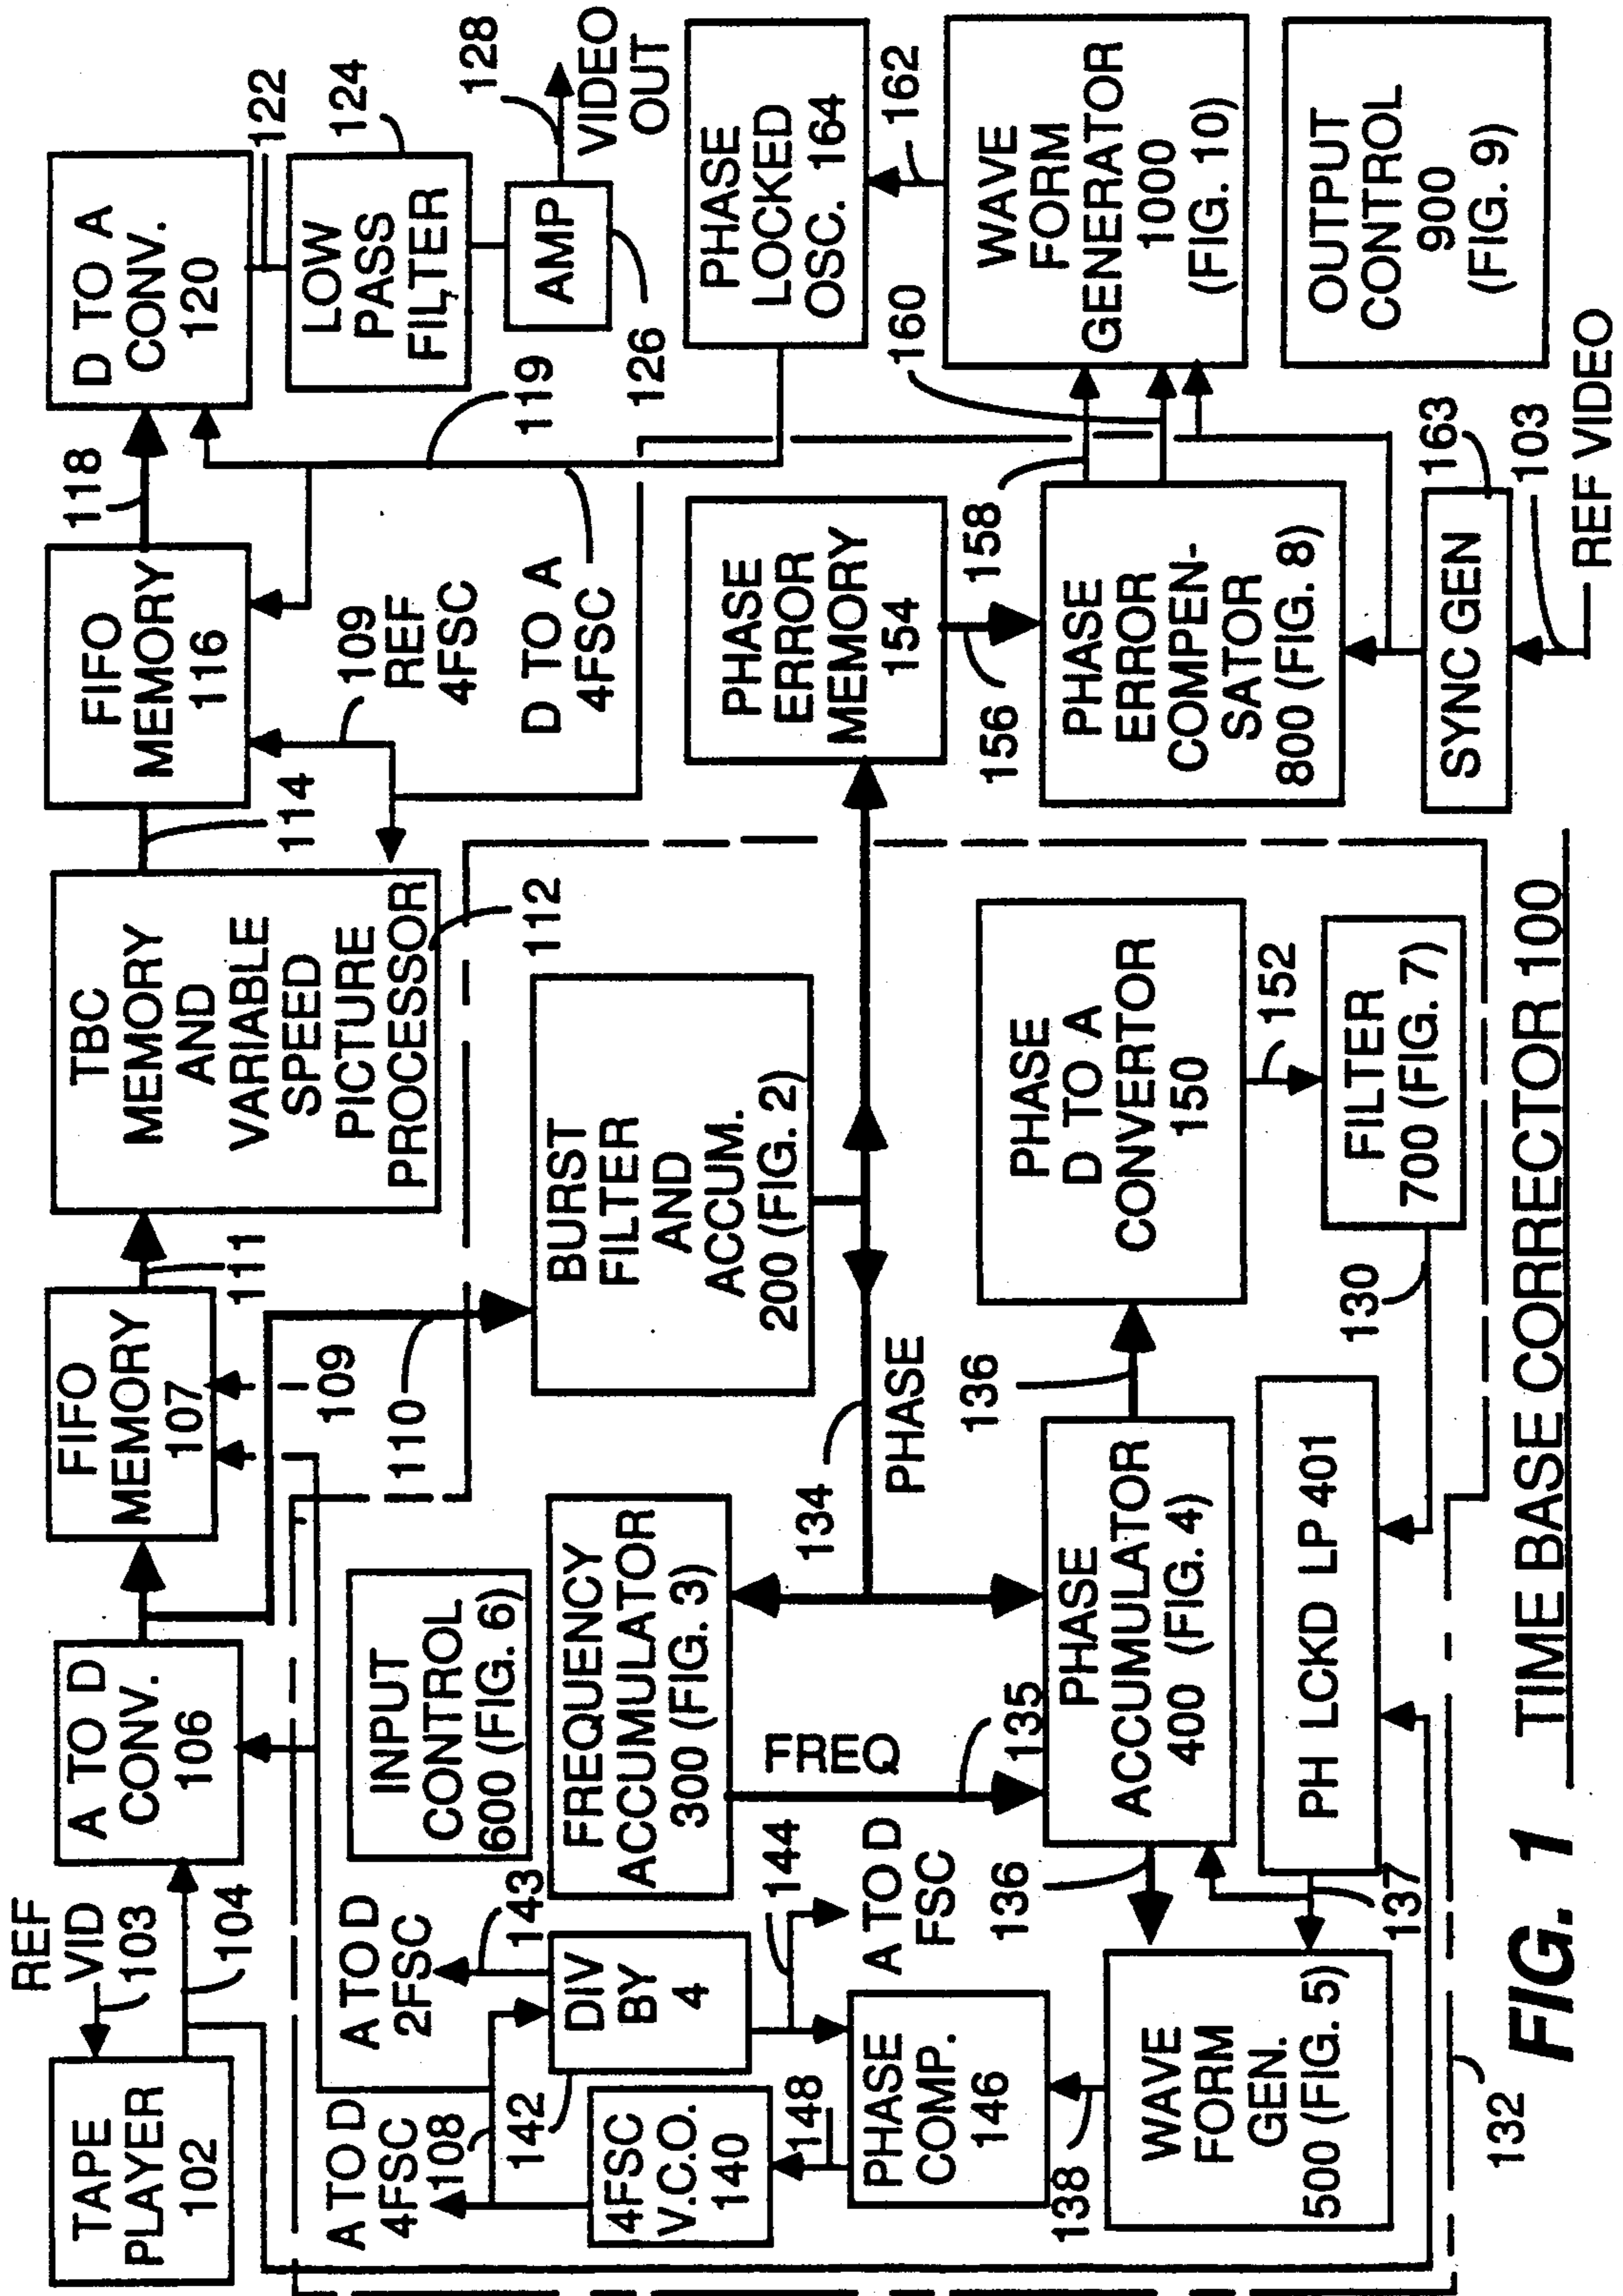 REF
VID
103
TAPE
PLAYER
102
104
A TO D
CONV.
106
FIFO
MEMORY
107
109
110
111
TBC
MEMORY
AND
VARIABLE
SPEED
PICTURE
PROCESSOR
112
114
FIFO
MEMORY
116
109
REF
4FSC
118
D TO A
CONV.
120
122
LOW
PASS
FILTER
124
AMP
126
128
VIDEO
OUT
119
D TO A
4FSC
A TO D
4FSC
108
A TO D
2FSC
143
142
DIV
BY
4
4FSC
V.C.O.
140
144
A TO D
FSC
148
PHASE
COMP.
146
138
WAVE
FORM
GEN.
500 (FIG. 5)
INPUT
CONTROL
600 (FIG. 6)
FREQUENCY
ACCUMULATOR
300 (FIG. 3)
FREQ
135
134
PHASE
BURST
FILTER
AND
ACCUM.
200 (FIG. 2)
PHASE
ACCUMULATOR
400 (FIG. 4)
136
136
PH LCKD LP 401
137
PHASE
D TO A
CONVERTOR
150
152
FILTER
700 (FIG. 7)
130
132
PHASE
ERROR
MEMORY
154
156
158
PHASE
ERROR
COMPEN-
SATOR
800 (FIG. 8)
160
PHASE
LOCKED
OSC. 164
162
WAVE
FORM
GENERATOR
1000
(FIG. 10)
OUTPUT
CONTROL
900
(FIG. 9)
SYNC GEN
163
103
REF VIDEO
FIG. 1 TIME BASE CORRECTOR 100